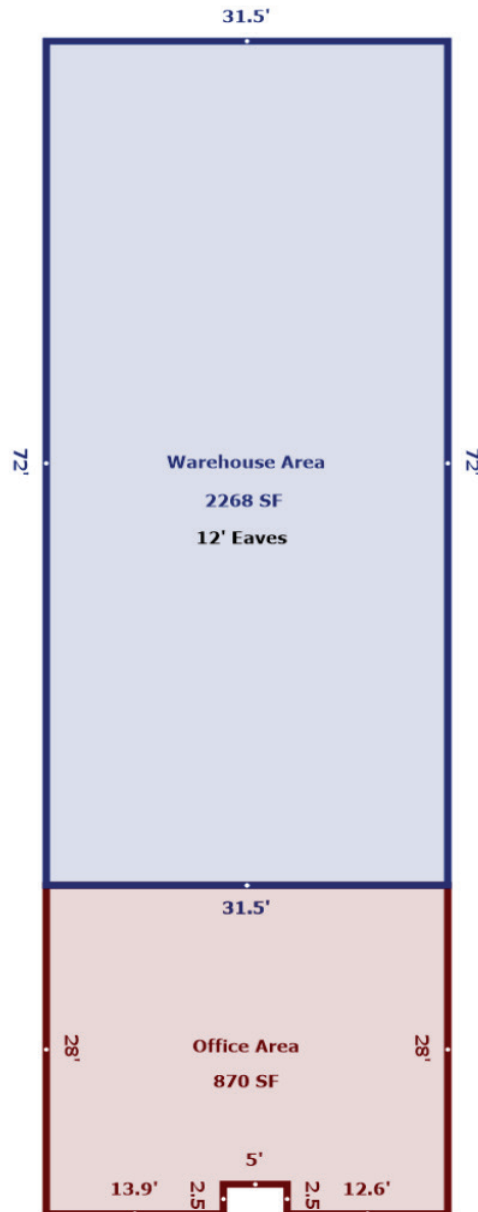 31.5'
72'
72'
Warehouse Area
2268 SF
12' Eaves
31.5'
28'
28'
Office Area
870 SF
5'
13.9'
2.5
2.5
12.6'